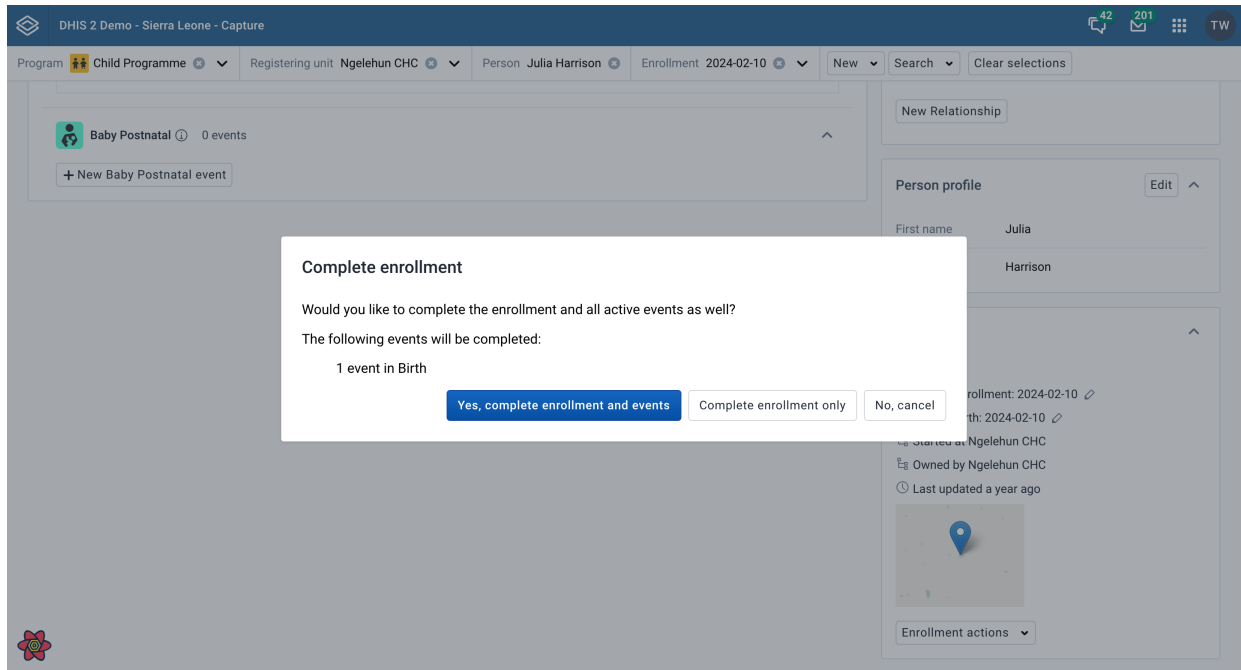 DHIS 2 Demo - Sierra Leone - Capture
42
201
TW
Program Child Programme
Registering unit Ngelehun CHC
Person Julia Harrison
Enrollment 2024-02-10
New
Search
Clear selections
New Relationship
Baby Postnatal 0 events
New Baby Postnatal event
Person profile
Edit
First name Julia
Harrison
Complete enrollment
Would you like to complete the enrollment and all active events as well?
The following events will be completed:
1 event in Birth
Yes, complete enrollment and events
Complete enrollment only
No, cancel
: 2024-02-10
: 2024-02-10
Started at Ngelehun CHC
Owned by Ngelehun CHC
Last updated a year ago
Enrollment actions